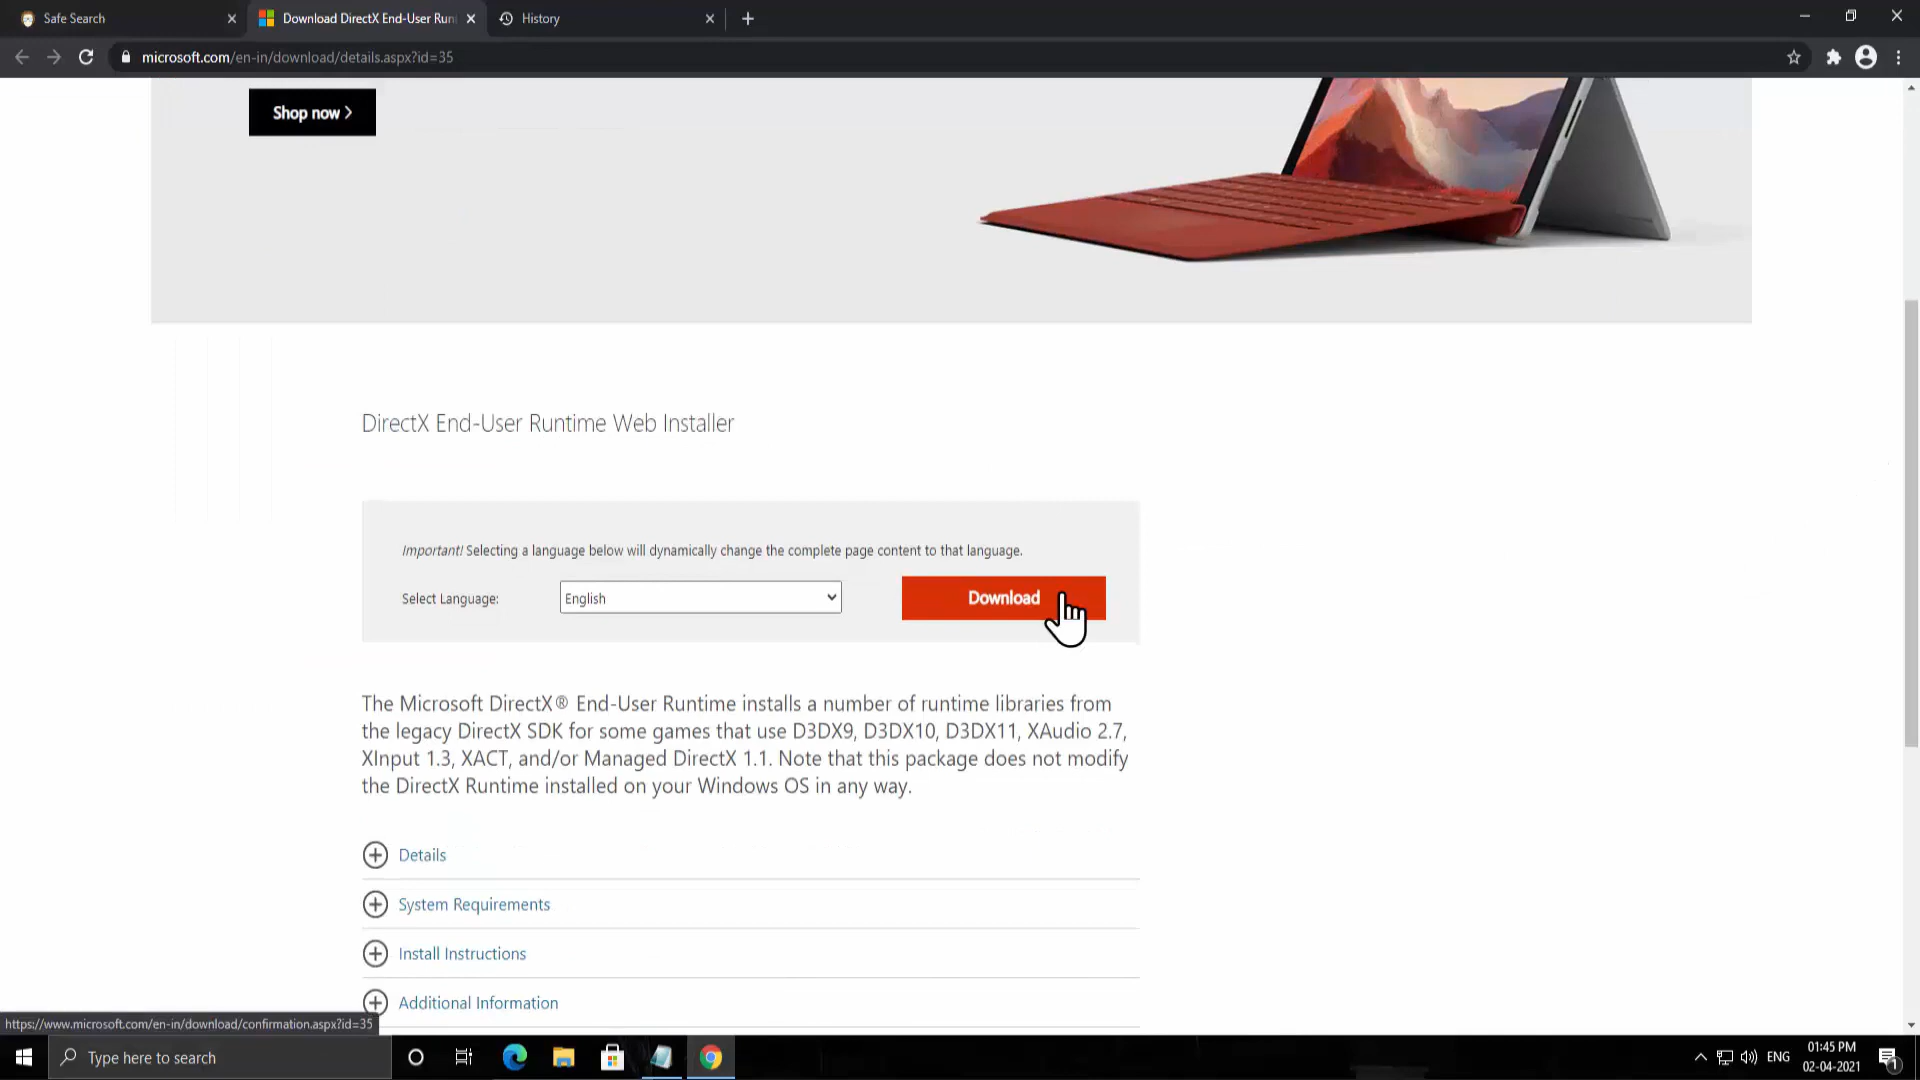 Safe Search
Download DirectX End-User Run
History
microsoft.com/en-in/download/details.aspx?id=35
Shop now
DirectX End-User Runtime Web Installer
Important! Selecting a language below will dynamically change the complete page content to that language.
Select Language:
English
Download
The Microsoft DirectX® End-User Runtime installs a number of runtime libraries from
the legacy DirectX SDK for some games that use D3DX9, D3DX10, D3DX11, XAudio 2.7,
XInput 1.3, XACT, and/or Managed DirectX 1.1. Note that this package does not modify
the DirectX Runtime installed on your Windows OS in any way.
Details
System Requirements
Install Instructions
Additional Information
https://www.microsoft.com/en-in/download/confirmation.aspx?id=35
Type here to search
ENG
01:45 PM
02-04-2021
1